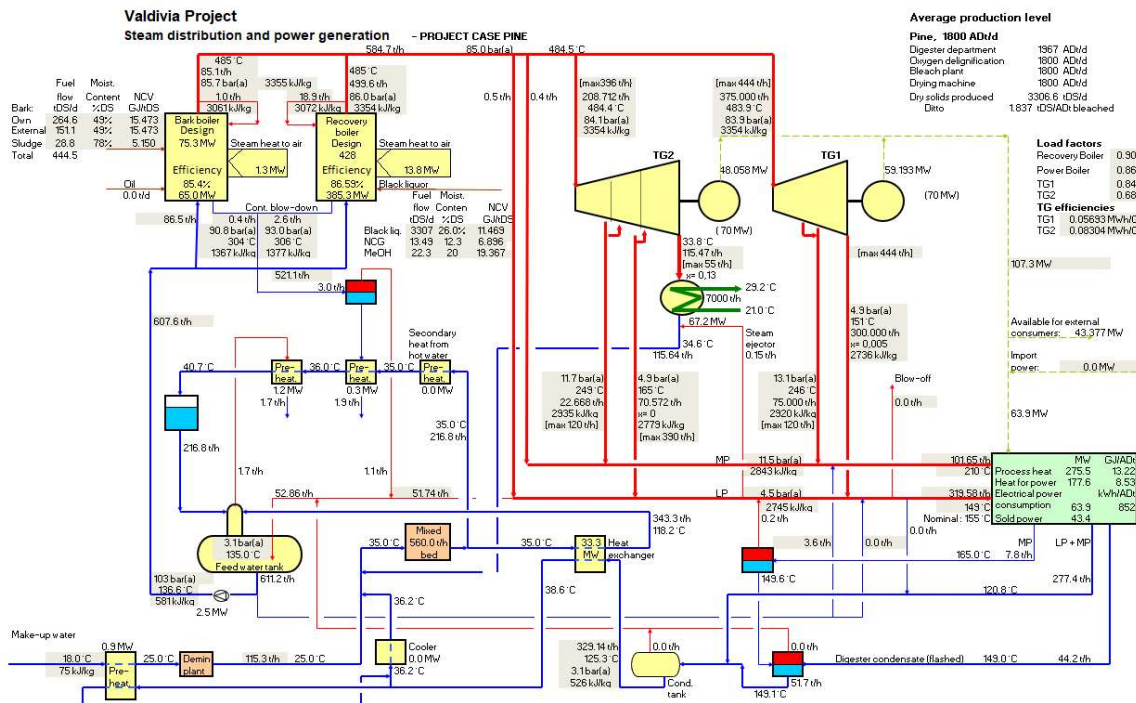 Valdivia Project
Steam distribution and power generation - PROJECT CASE PINE
Average production level
Pine, 1800 ADt/d
Digester department 1967 ADt/d
Oxygen delignification 1800 ADt/d
Bleach plant 1800 ADt/d
Drying machine 1800 ADt/d
Dry solids produced 3306.6 tDS/d
Dito 1.837 tDS/ADt bleached
584.7 t/h 85.0 bar(a) 484.5°C
485°C
85.1 t/h
85.7 bar(a) 3355 kJ/kg
1.0 t/h
3061 kJ/kg
485°C
499.6 t/h
18.9 t/h 86.0 bar(a)
3072 kJ/kg 3354 kJ/kg
0.5 t/h 0.4 t/h
[max 396 t/h]
208.712 t/h
484.4°C
84.1 bar(a)
3354 kJ/kg
[max 444 t/h]
375.000 t/h
483.9°C
83.9 bar(a)
3354 kJ/kg
Fuel Moist.
flow Content NCV
Bark: tDS/d %DS GJ/tDS
Own 264.6 49% 15.473
External 151.1 49% 15.473
Sludge 28.8 78% 5.150
Total 444.5
Oil
0.0 t/d
Bark boiler
Design
75.3 MW
Efficiency
85.4%
65.0 MW
Steam heat to air
1.3 MW
Recovery
boiler
Design
428
Efficiency
86.59%
385.3 MW
Steam heat to air
13.8 MW
Black liquor
Fuel Moist.
flow Conten NCV
tDS/d %DS GJ/tDS
Black liq. 3307 26.0% 11.469
NCG 13.49 12.3 6.896
MeOH 22.3 20 19.367
Load factors
Recovery Boiler 0.90
Power Boiler 0.86
TG1 0.84
TG2 0.68
TG efficiencies
TG1 0.05693 MWh/G
TG2 0.08304 MWh/G
TG2
48.058 MW
(70 MW)
TG1
59.193 MW
(70 MW)
86.5 t/h
Cont. blow-down
0.4 t/h 2.6 t/h
90.8 bar(a) 93.0 bar(a)
304°C 306°C
1367 kJ/kg 1377 kJ/kg
521.1 t/h
3.0 t/h
607.6 t/h
33.8°C
115.47 t/h
[max 55 t/h]
x= 0,13
29.2°C
7000 t/h
21.0°C
67.2 MW
34.6°C
115.64 t/h
Steam
ejector
0.15 t/h
[max 444 t/h]
4.9 bar(a)
151°C
300.000 t/h
x= 0,005
2736 kJ/kg
107.3 MW
Available for external
consumers: 43.377 MW
Import
power: 0.0 MW
63.9 MW
Secondary
heat from
hot water
40.7°C
Pre-
heat.
1.2 MW
1.7 t/h
36.0°C
Pre-
heat.
0.3 MW
1.9 t/h
35.0°C
Pre-
heat.
0.0 MW
35.0°C
216.8 t/h
216.8 t/h
11.7 bar(a)
249°C
22.668 t/h
2935 kJ/kg
[max 120 t/h]
4.9 bar(a)
165°C
70.572 t/h
x= 0
2779 kJ/kg
[max 390 t/h]
13.1 bar(a)
246°C
75.000 t/h
2920 kJ/kg
[max 120 t/h]
Blow-off
0.0 t/h
1.7 t/h
1.1 t/h
52.86 t/h 51.74 t/h
MP 11.5 bar(a) 101.65 t/h
2843 kJ/kg 210°C
LP 4.5 bar(a) 319.58 t/h
2745 kJ/kg 149°C
0.2 t/h
Nominal: 155°C
MW GJ/ADt
Process heat 275.5 13.22
Heat for power 177.6 8.53
Electrical power kWh/ADt
consumption 63.9 852
Sold power 43.4
0.0 t/h
343.3 t/h
118.2°C
3.1 bar(a)
135.0°C
Feed water tank
611.2 t/h
103 bar(a)
136.6°C
581 kJ/kg
2.5 MW
35.0°C
Mixed
560.0 t/h
bed
35.0°C
33.3
MW
Heat
exchanger
38.6°C
3.6 t/h 0.0 t/h
MP LP + MP
7.8 t/h
165.0°C
149.6°C
277.4 t/h
120.8°C
36.2°C
Cooler
0.0 MW
36.2°C
Make-up water
0.9 MW
18.0°C
75 kJ/kg
Pre-
heat.
25.0°C
Demin
plant
115.3 t/h 25.0°C
329.14 t/h
125.3°C
3.1 bar(a)
526 kJ/kg
0.0 t/h
Cond.
tank
0.0 t/h
51.7 t/h
149.1°C
Digester condensate (flashed) 149.0°C 44.2 t/h